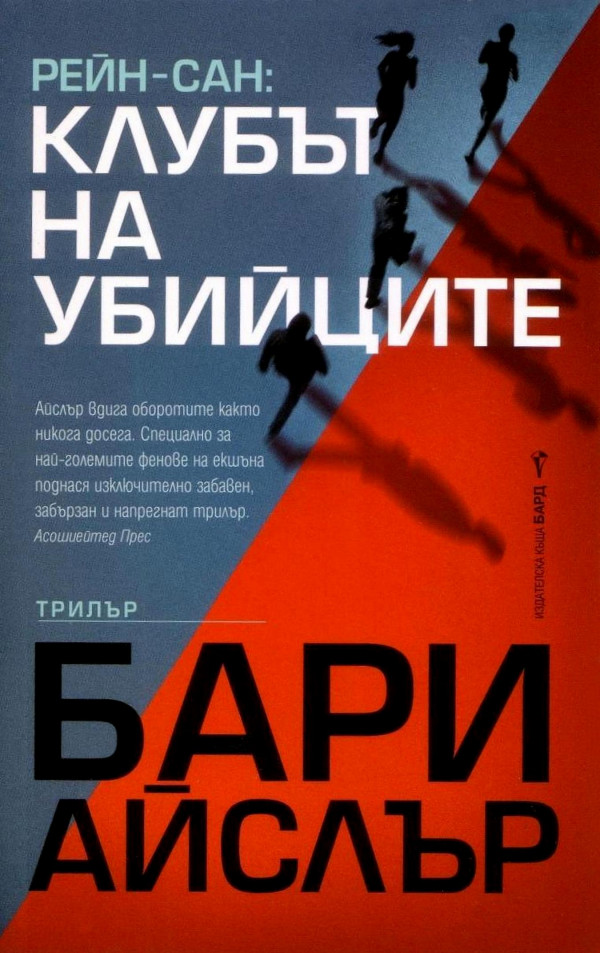 РЕЙН-САН:
КЛУБЪТ
НА
УБИЙЦИТЕ
Айслър вдига оборотите както
никога досега. Специално за
най-големите фенове на екшъна
поднася изключително забавен,
забързан и напрегнат трилър.
Асошиейтед Прес
ИЗДАТЕЛСКА КЪЩА БАРД
ТРИЛЪР
БАРИ
АЙСЛЪР